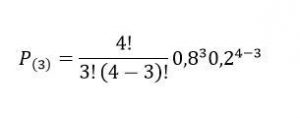 P₍₃₎ = 4! / 3! (4 − 3)! 0,8³0,2⁴⁻³